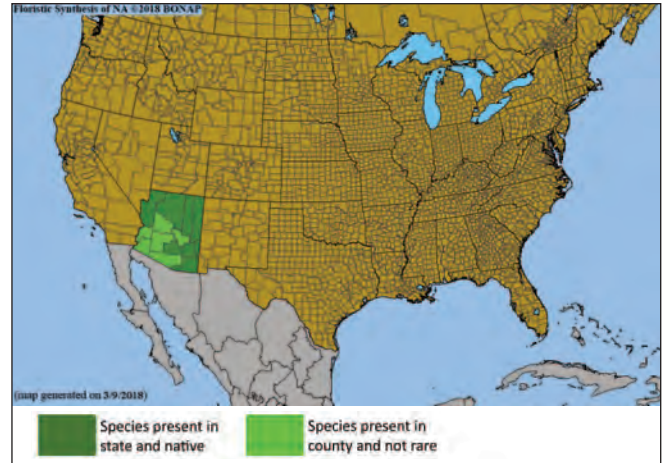 Floristic Synthesis of NA ©2018 BONAP
(map generated on 3/9/2018)
Species present in
state and native
Species present in
county and not rare